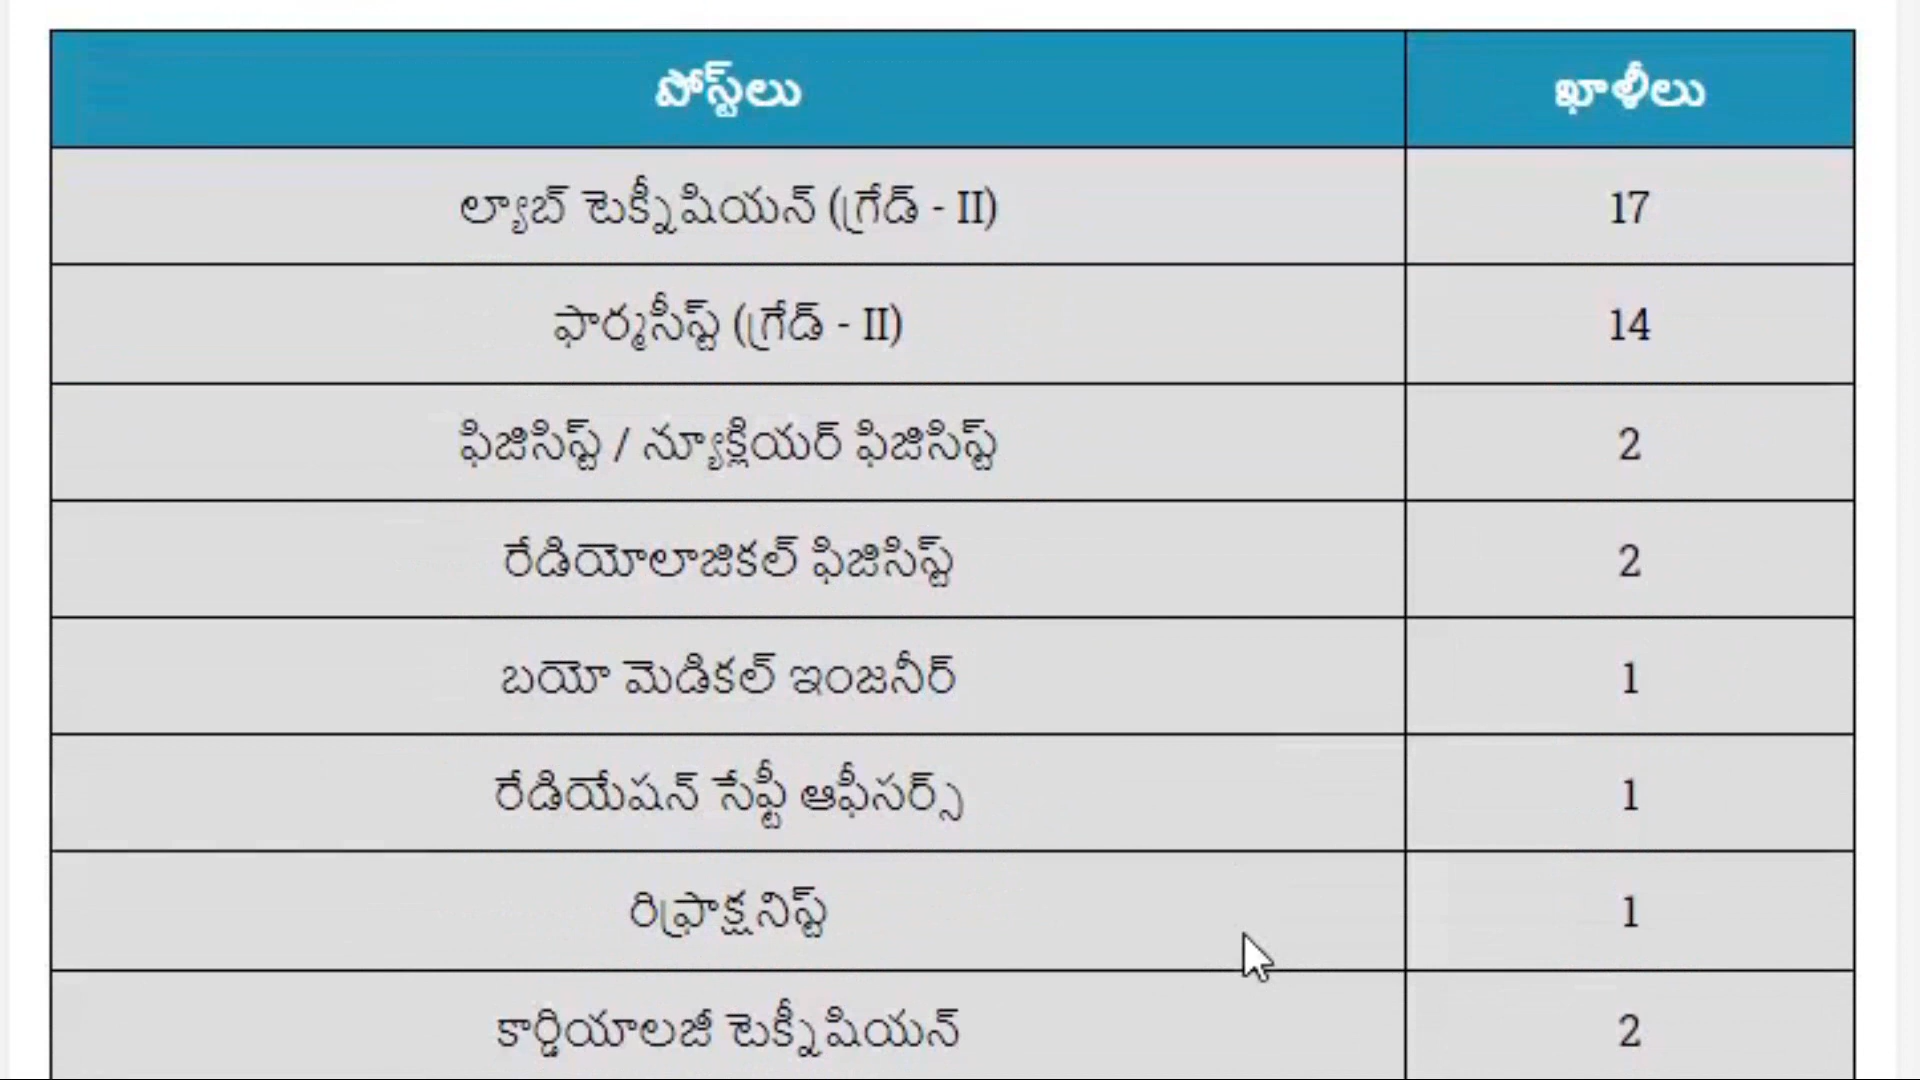 పోస్ట్‌లు ఖాళీలు
ల్యాబ్ టెక్నీషియన్ (గ్రేడ్ - II) 17
ఫార్మసీస్ట్ (గ్రేడ్ - II) 14
ఫిజిసిస్ట్ / న్యూక్లియర్ ఫిజిసిస్ట్ 2
రేడియోలాజికల్ ఫిజిసిస్ట్ 2
బయో మెడికల్ ఇంజనీర్ 1
రేడియేషన్ సేఫ్టీ ఆఫీసర్స్ 1
రిఫ్రాక్షనిస్ట్ 1
కార్డియాలజీ టెక్నీషియన్ 2